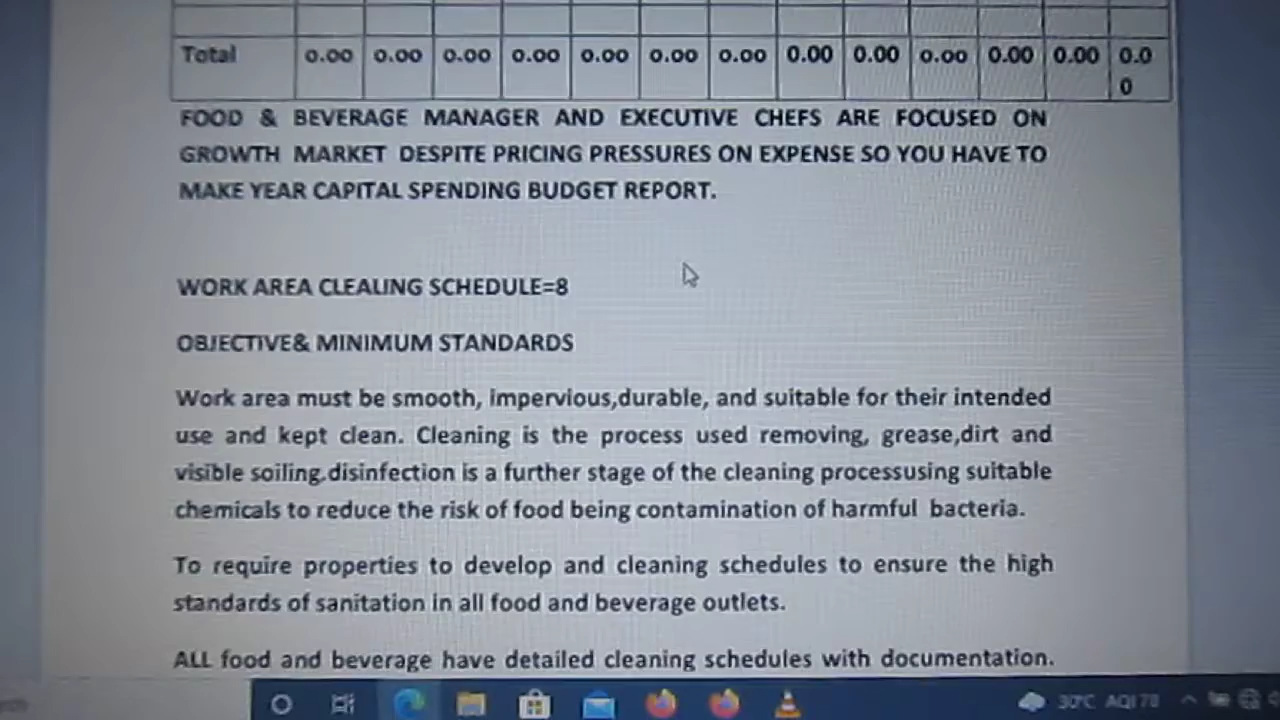 Total 0.00 0.00 0.00 0.00 0.00 0.00 0.00 0.00 0.00 0.00 0.00 0.00 0.0
0
FOOD & BEVERAGE MANAGER AND EXECUTIVE CHEFS ARE FOCUSED ON
GROWTH MARKET DESPITE PRICING PRESSURES ON EXPENSE SO YOU HAVE TO
MAKE YEAR CAPITAL SPENDING BUDGET REPORT.
WORK AREA CLEALING SCHEDULE=8
OBJECTIVE& MINIMUM STANDARDS
Work area must be smooth, impervious,durable, and suitable for their intended
use and kept clean. Cleaning is the process used removing, grease,dirt and
visible soiling.disinfection is a further stage of the cleaning processusing suitable
chemicals to reduce the risk of food being contamination of harmful bacteria.
To require properties to develop and cleaning schedules to ensure the high
standards of sanitation in all food and beverage outlets.
ALL food and beverage have detailed cleaning schedules with documentation.
30°C AQI 78